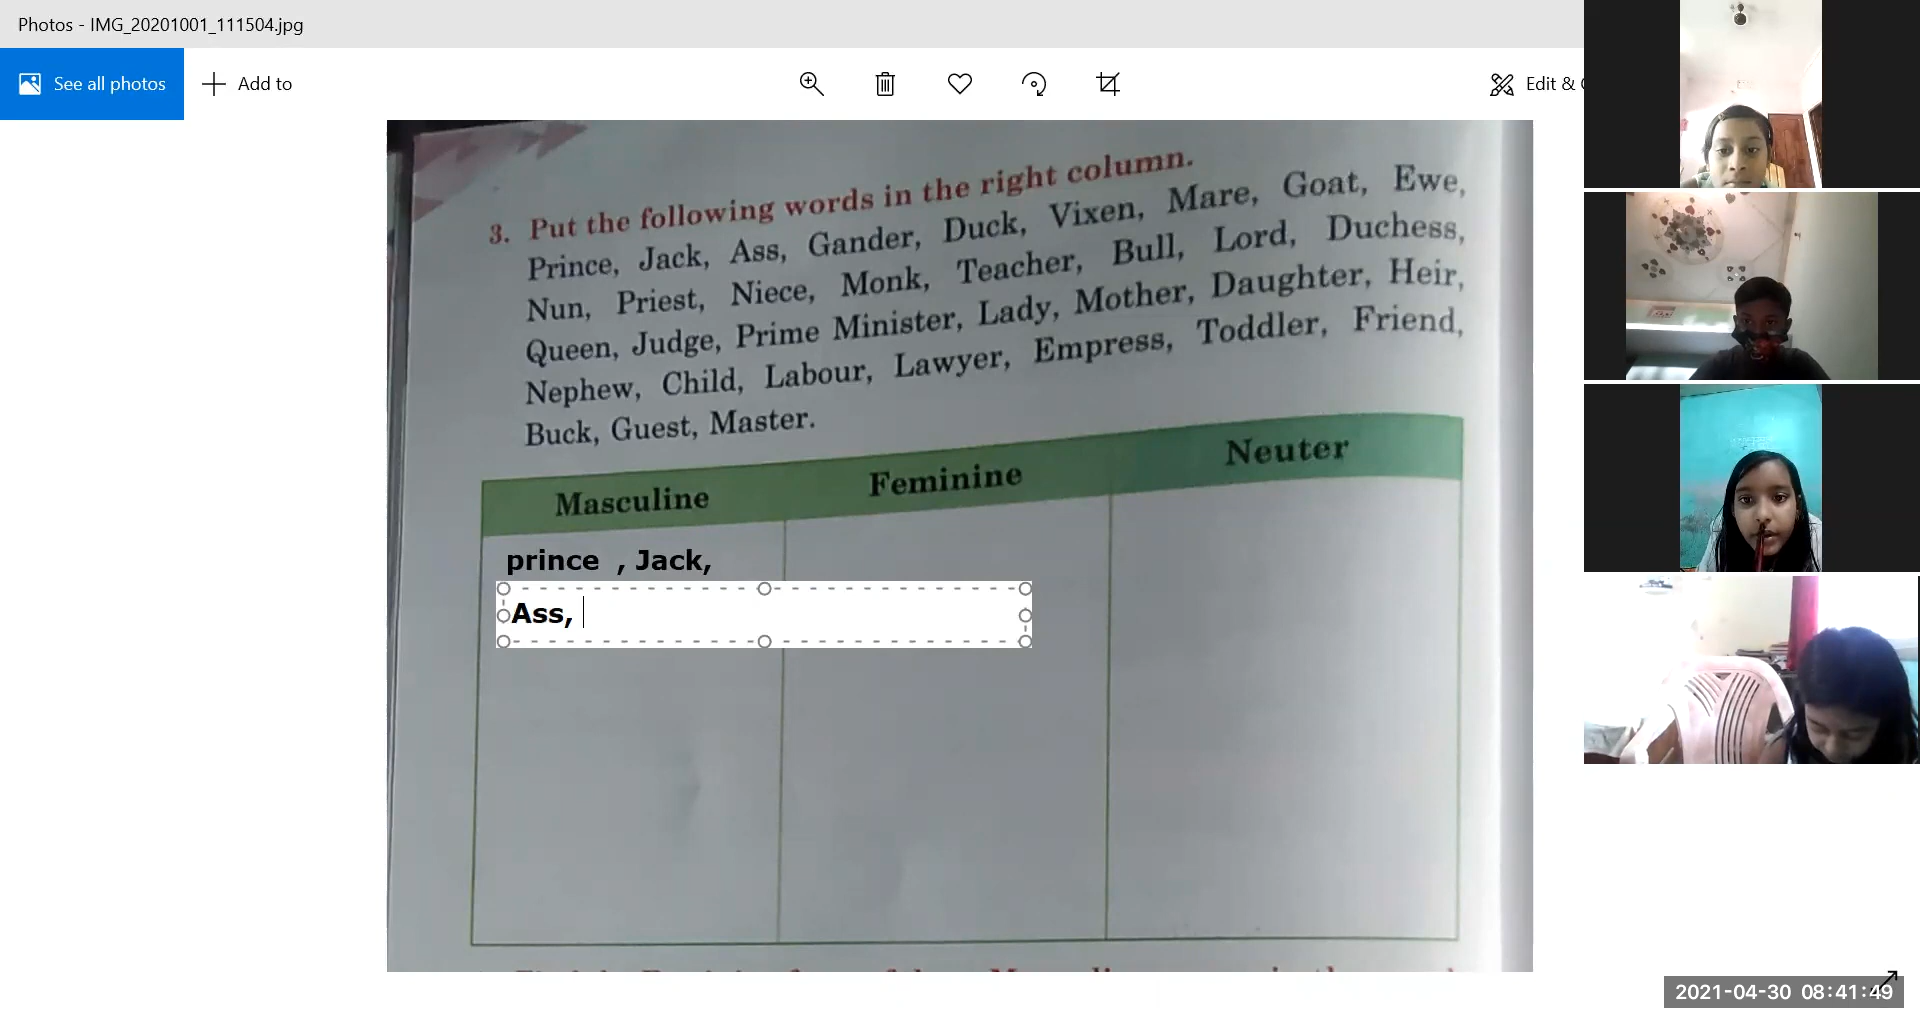 Photos - IMG_20201001_111504.jpg
See all photos
Add to
Edit &
3. Put the following words in the right column.
Prince, Jack, Ass, Gander, Duck, Vixen, Mare, Goat, Ewe,
Nun, Priest, Niece, Monk, Teacher, Bull, Lord, Duchess,
Queen, Judge, Prime Minister, Lady, Mother, Daughter, Heir,
Nephew, Child, Labour, Lawyer, Empress, Toddler, Friend,
Buck, Guest, Master.
Masculine Feminine Neuter
prince , Jack,
Ass,
2021-04-30 08:41:49